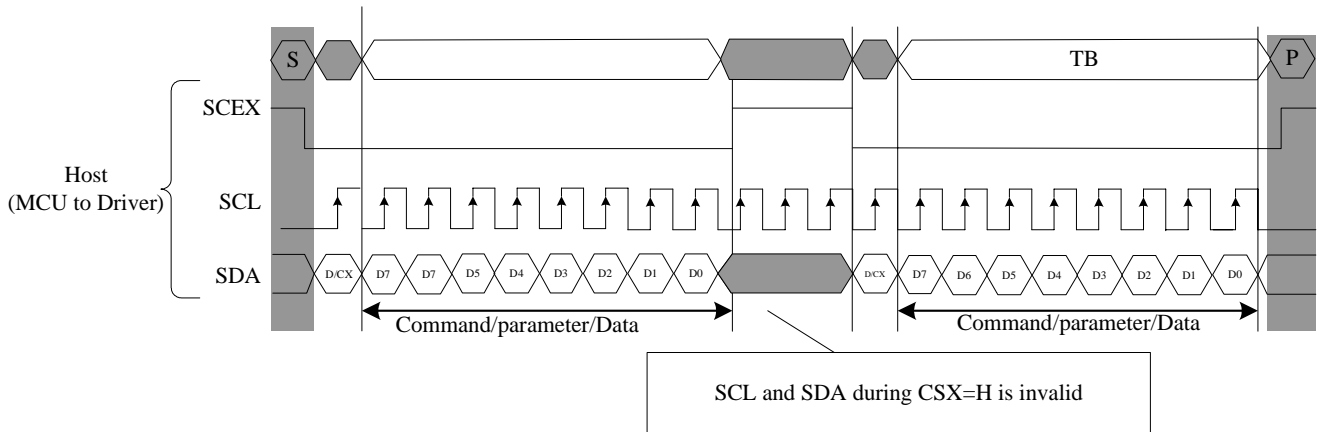 S TB P
SCEX
Host
(MCU to Driver)
SCL
SDA D/CX D7 D7 D5 D4 D3 D2 D1 D0 D/CX D7 D6 D5 D4 D3 D2 D1 D0
Command/parameter/Data Command/parameter/Data
SCL and SDA during CSX=H is invalid